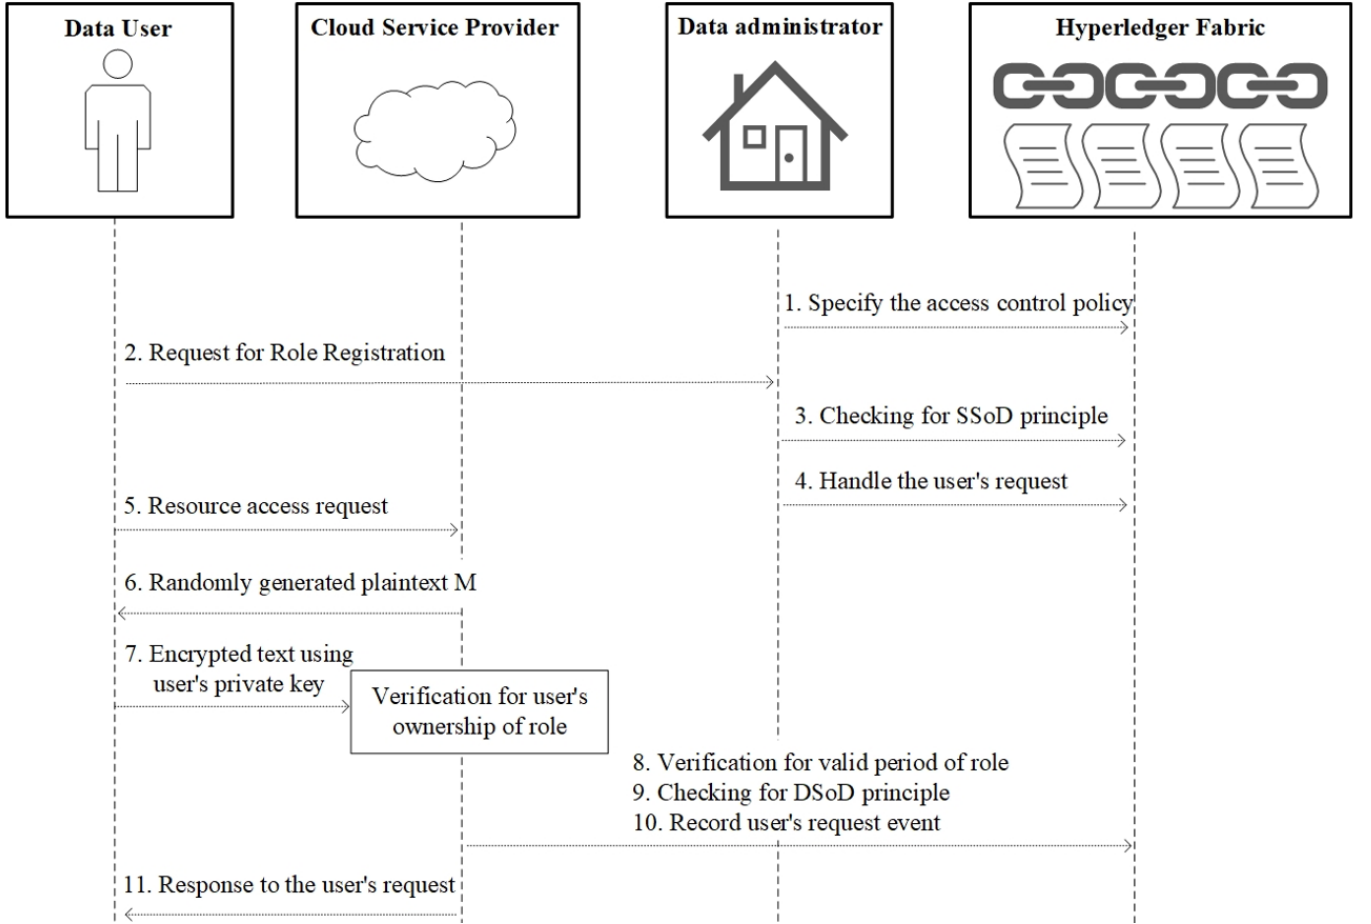 Data User
Cloud Service Provider
Data administrator
Hyperledger Fabric
1. Specify the access control policy
2. Request for Role Registration
3. Checking for SSoD principle
4. Handle the user's request
5. Resource access request
6. Randomly generated plaintext M
7. Encrypted text using
user's private key
Verification for user's
ownership of role
8. Verification for valid period of role
9. Checking for DSoD principle
10. Record user's request event
11. Response to the user's request